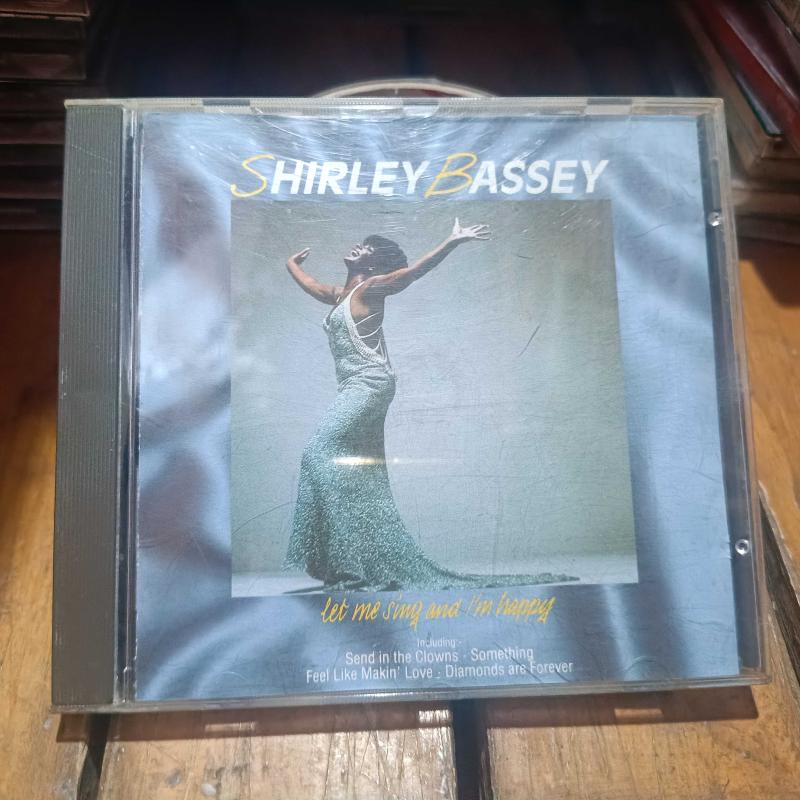 SHIRLEY BASSEY
let me sing and I'm happy
Including:-
Send in the Clowns - Something
Feel Like Makin' Love - Diamonds are Forever